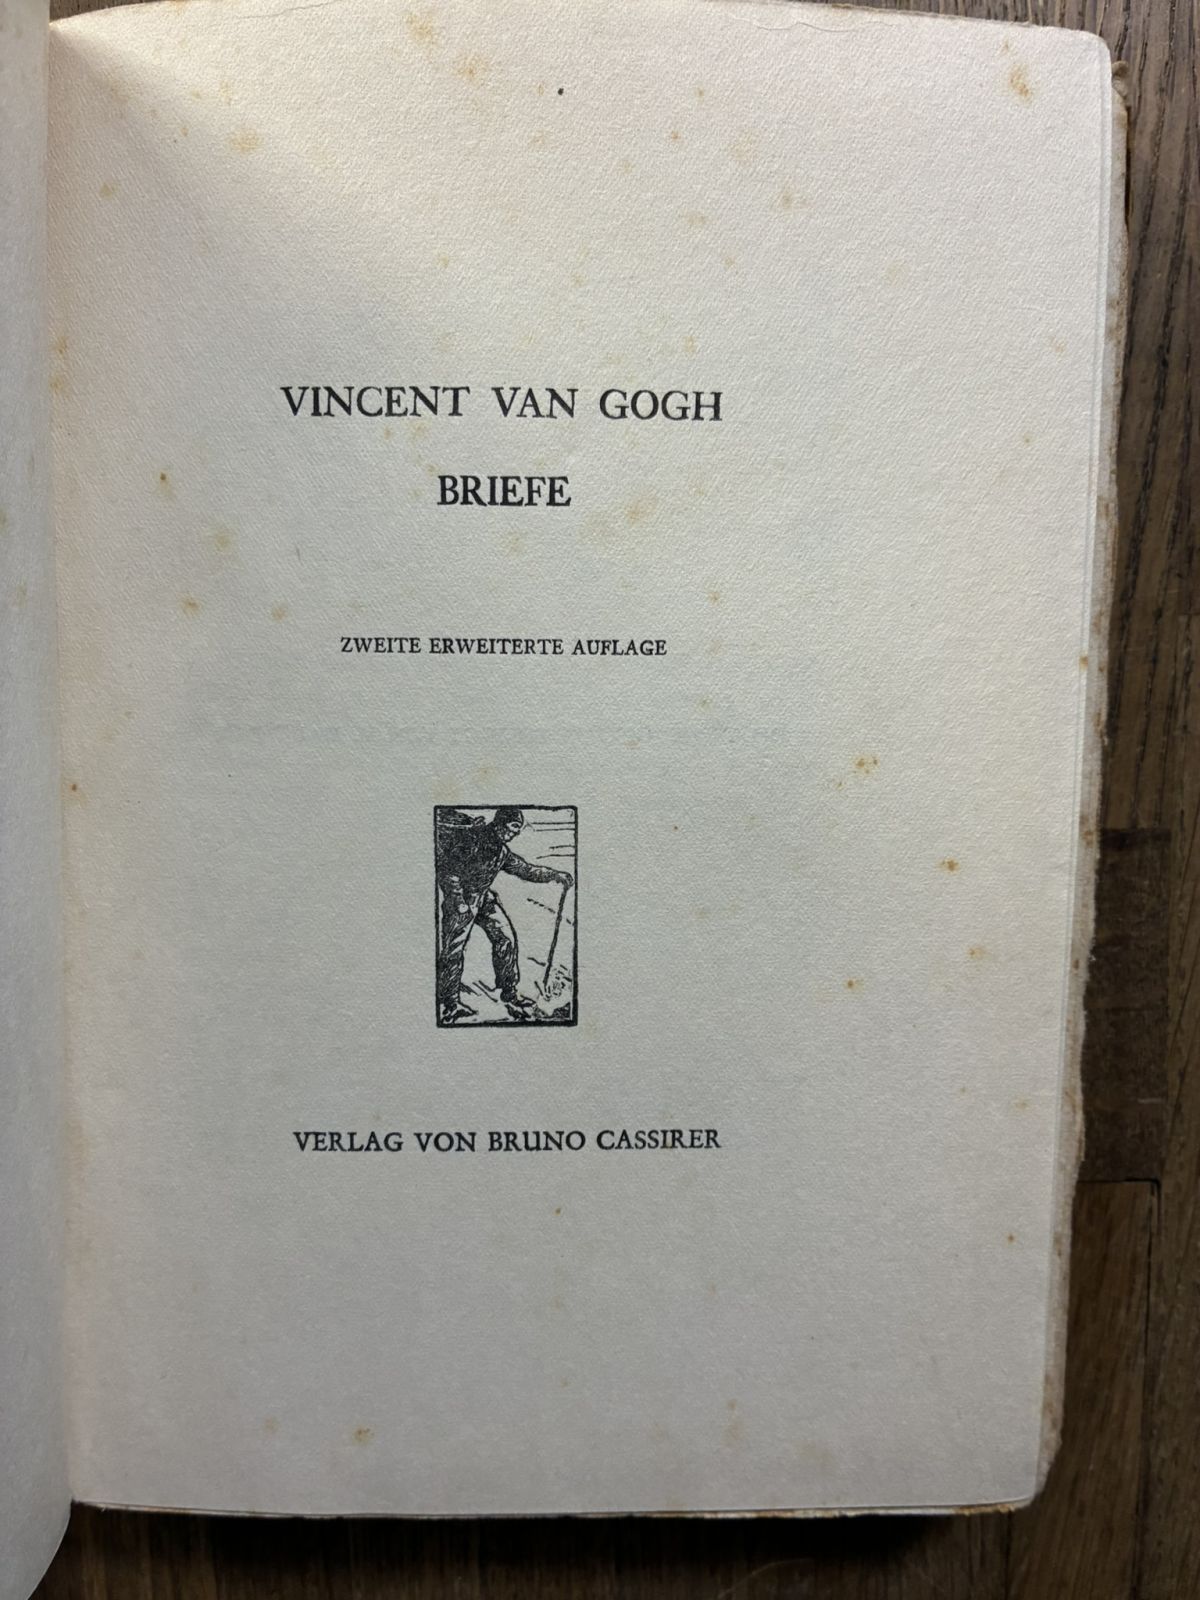 VINCENT VAN GOGH
BRIEFE
ZWEITE ERWEITERTE AUFLAGE
VERLAG VON BRUNO CASSIRER